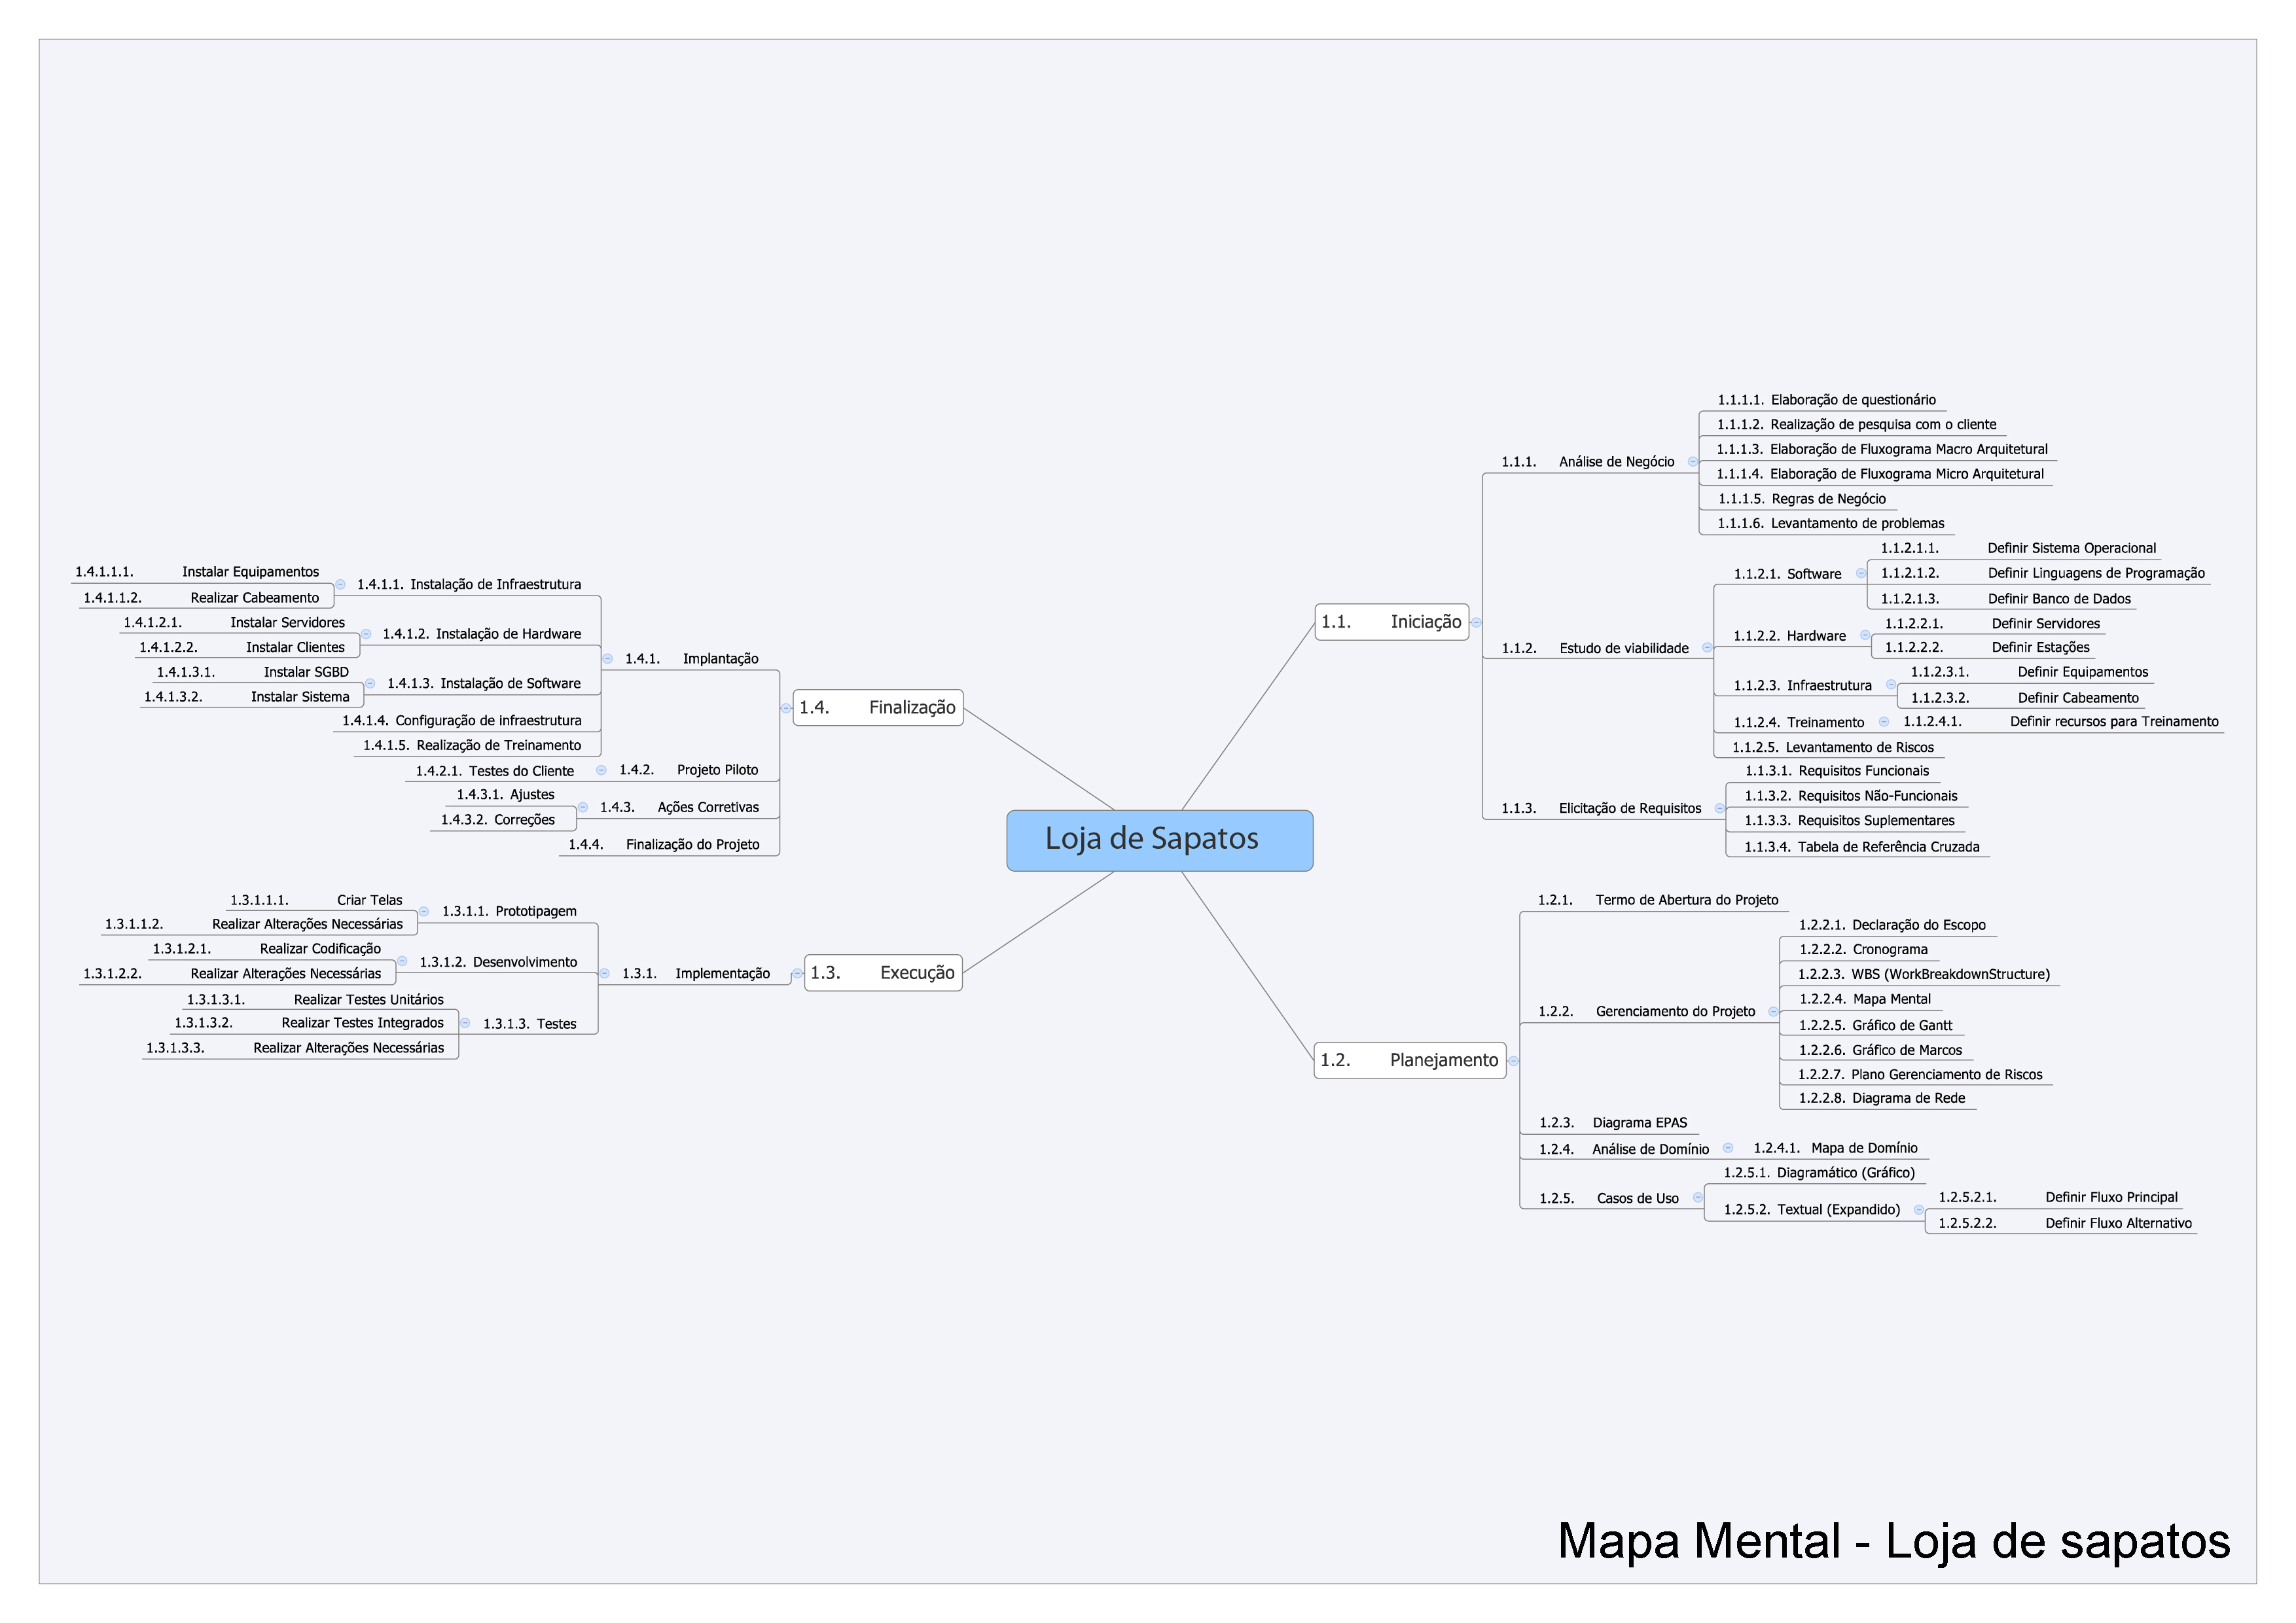 Loja de Sapatos
1.1. Iniciação
1.1.1. Análise de Negócio
1.1.1.1. Elaboração de questionário
1.1.1.2. Realização de pesquisa com o cliente
1.1.1.3. Elaboração de Fluxograma Macro Arquitetural
1.1.1.4. Elaboração de Fluxograma Micro Arquitetural
1.1.1.5. Regras de Negócio
1.1.1.6. Levantamento de problemas
1.1.2. Estudo de viabilidade
1.1.2.1. Software
1.1.2.1.1. Definir Sistema Operacional
1.1.2.1.2. Definir Linguagens de Programação
1.1.2.1.3. Definir Banco de Dados
1.1.2.2. Hardware
1.1.2.2.1. Definir Servidores
1.1.2.2.2. Definir Estações
1.1.2.3. Infraestrutura
1.1.2.3.1. Definir Equipamentos
1.1.2.3.2. Definir Cabeamento
1.1.2.4. Treinamento
1.1.2.4.1. Definir recursos para Treinamento
1.1.2.5. Levantamento de Riscos
1.1.3. Elicitação de Requisitos
1.1.3.1. Requisitos Funcionais
1.1.3.2. Requisitos Não-Funcionais
1.1.3.3. Requisitos Suplementares
1.1.3.4. Tabela de Referência Cruzada
1.2. Planejamento
1.2.1. Termo de Abertura do Projeto
1.2.2. Gerenciamento do Projeto
1.2.2.1. Declaração do Escopo
1.2.2.2. Cronograma
1.2.2.3. WBS (WorkBreakdownStructure)
1.2.2.4. Mapa Mental
1.2.2.5. Gráfico de Gantt
1.2.2.6. Gráfico de Marcos
1.2.2.7. Plano Gerenciamento de Riscos
1.2.2.8. Diagrama de Rede
1.2.3. Diagrama EPAS
1.2.4. Análise de Domínio
1.2.4.1. Mapa de Domínio
1.2.5. Casos de Uso
1.2.5.1. Diagramático (Gráfico)
1.2.5.2. Textual (Expandido)
1.2.5.2.1. Definir Fluxo Principal
1.2.5.2.2. Definir Fluxo Alternativo
1.3. Execução
1.3.1. Implementação
1.3.1.1. Prototipagem
1.3.1.1.1. Criar Telas
1.3.1.1.2. Realizar Alterações Necessárias
1.3.1.2. Desenvolvimento
1.3.1.2.1. Realizar Codificação
1.3.1.2.2. Realizar Alterações Necessárias
1.3.1.3. Testes
1.3.1.3.1. Realizar Testes Unitários
1.3.1.3.2. Realizar Testes Integrados
1.3.1.3.3. Realizar Alterações Necessárias
1.4. Finalização
1.4.1. Implantação
1.4.1.1. Instalação de Infraestrutura
1.4.1.1.1. Instalar Equipamentos
1.4.1.1.2. Realizar Cabeamento
1.4.1.2. Instalação de Hardware
1.4.1.2.1. Instalar Servidores
1.4.1.2.2. Instalar Clientes
1.4.1.3. Instalação de Software
1.4.1.3.1. Instalar SGBD
1.4.1.3.2. Instalar Sistema
1.4.1.4. Configuração de infraestrutura
1.4.1.5. Realização de Treinamento
1.4.2. Projeto Piloto
1.4.2.1. Testes do Cliente
1.4.3. Ações Corretivas
1.4.3.1. Ajustes
1.4.3.2. Correções
1.4.4. Finalização do Projeto
Mapa Mental - Loja de sapatos